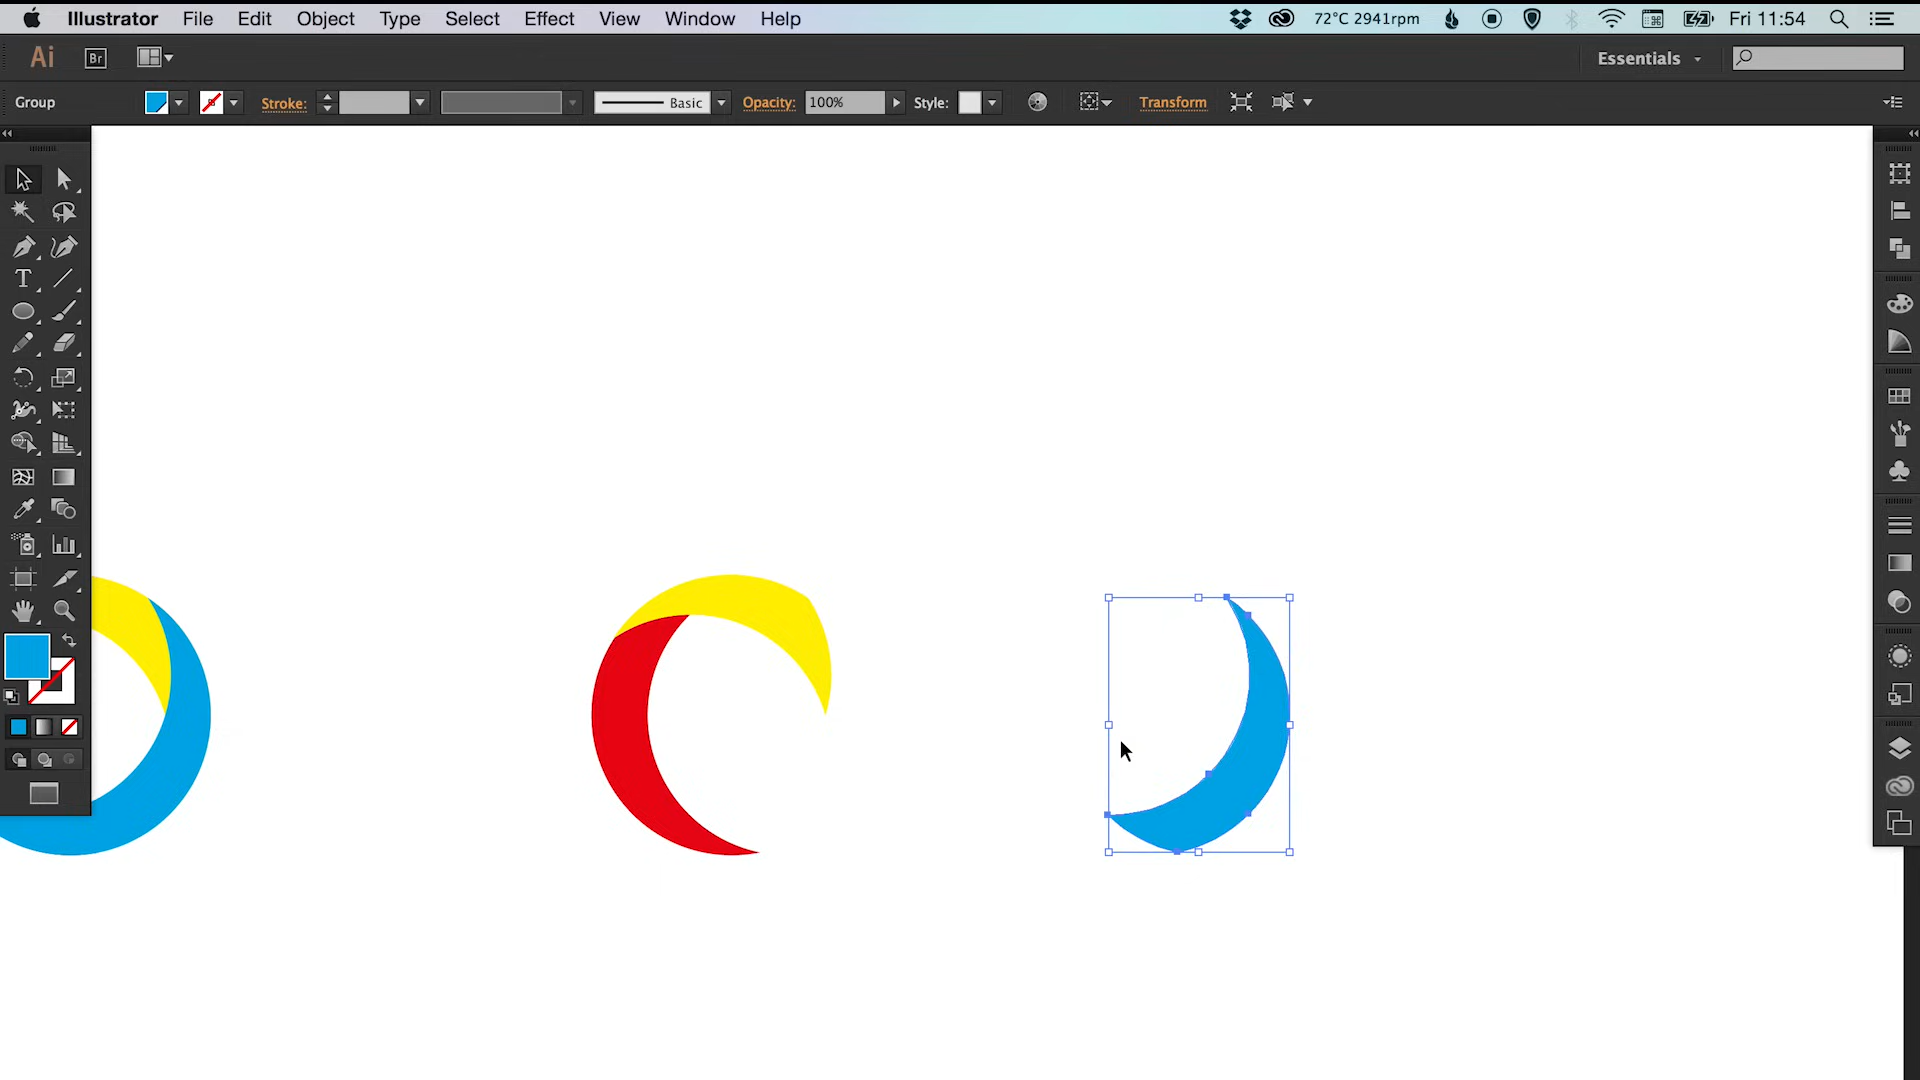 Illustrator File Edit Object Type Select Effect View Window Help 72°C 2941rpm Fri 11:54
Ai Br Essentials
Group Stroke: Basic Opacity: 100% Style: Transform
T